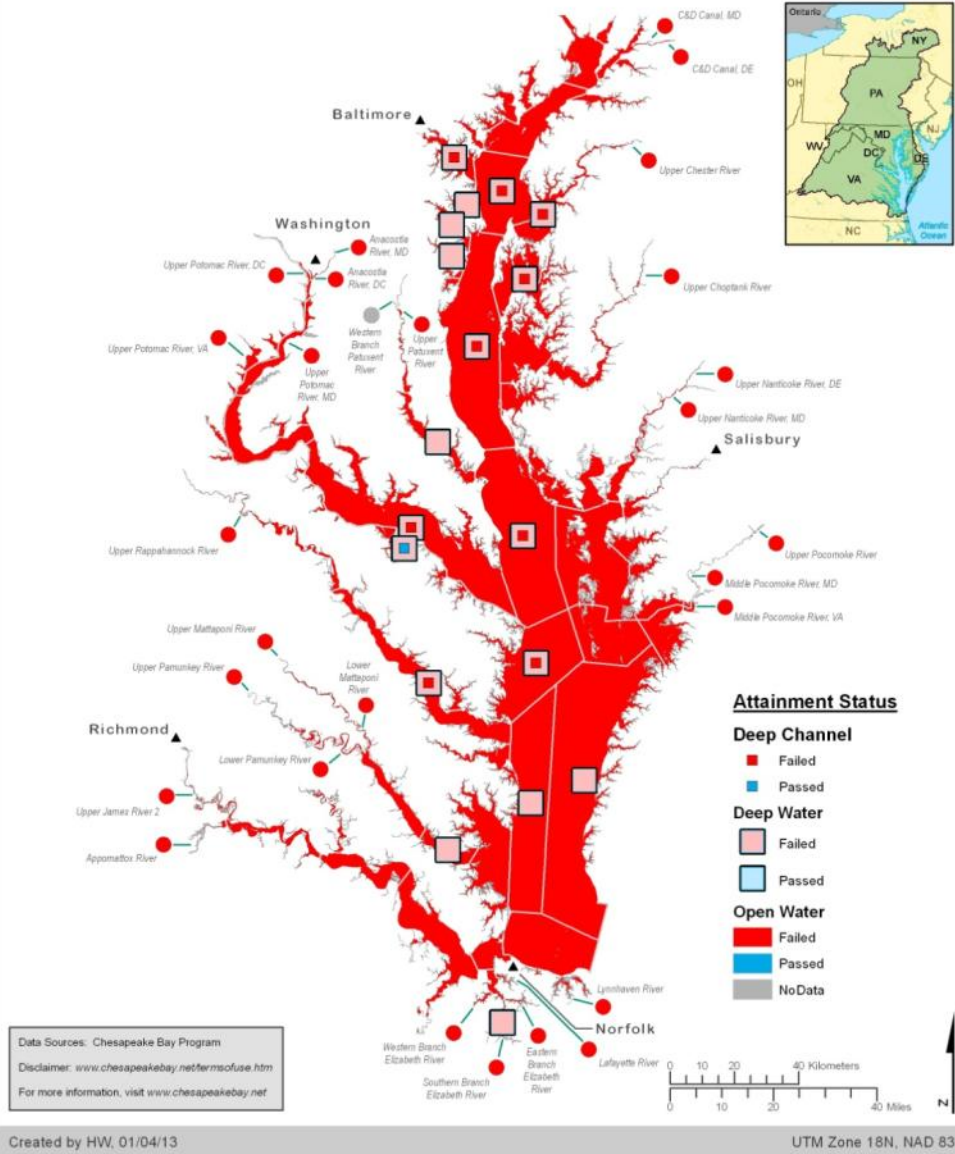 C&D Canal, MD
C&D Canal, DE
Baltimore
Upper Chester River
Washington
Anacostia
River, MD
Upper Potomac River, DC
Anacostia
River, DC
Upper Choptank River
Western
Branch
Patuxent
River
Upper
Patuxent
River
Upper Potomac River, VA
Upper
Potomac
River, MD
Upper Nanticoke River, DE
Upper Nanticoke River, MD
Salisbury
Upper Rappahannock River
Upper Pocomoke River
Middle Pocomoke River, MD
Middle Pocomoke River, VA
Upper Mattaponi River
Upper Pamunkey River
Lower
Mattaponi
River
Richmond
Lower Pamunkey River
Upper James River 2
Appomattox River
Lynnhaven River
Norfolk
Western Branch
Elizabeth River
Southern Branch
Elizabeth River
Eastern
Branch
Elizabeth
River
Lafayette River
Ontario
NY
OH
PA
NJ
MD
WV
DC
DE
VA
NC
Atlantic
Ocean
Attainment Status
Deep Channel
Failed
Passed
Deep Water
Failed
Passed
Open Water
Failed
Passed
NoData
Data Sources: Chesapeake Bay Program
Disclaimer: www.chesapeakebay.net/termsofuse.htm
For more information, visit www.chesapeakebay.net
0 10 20 40 Kilometers
0 10 20 40 Miles
N
Created by HW, 01/04/13
UTM Zone 18N, NAD 83